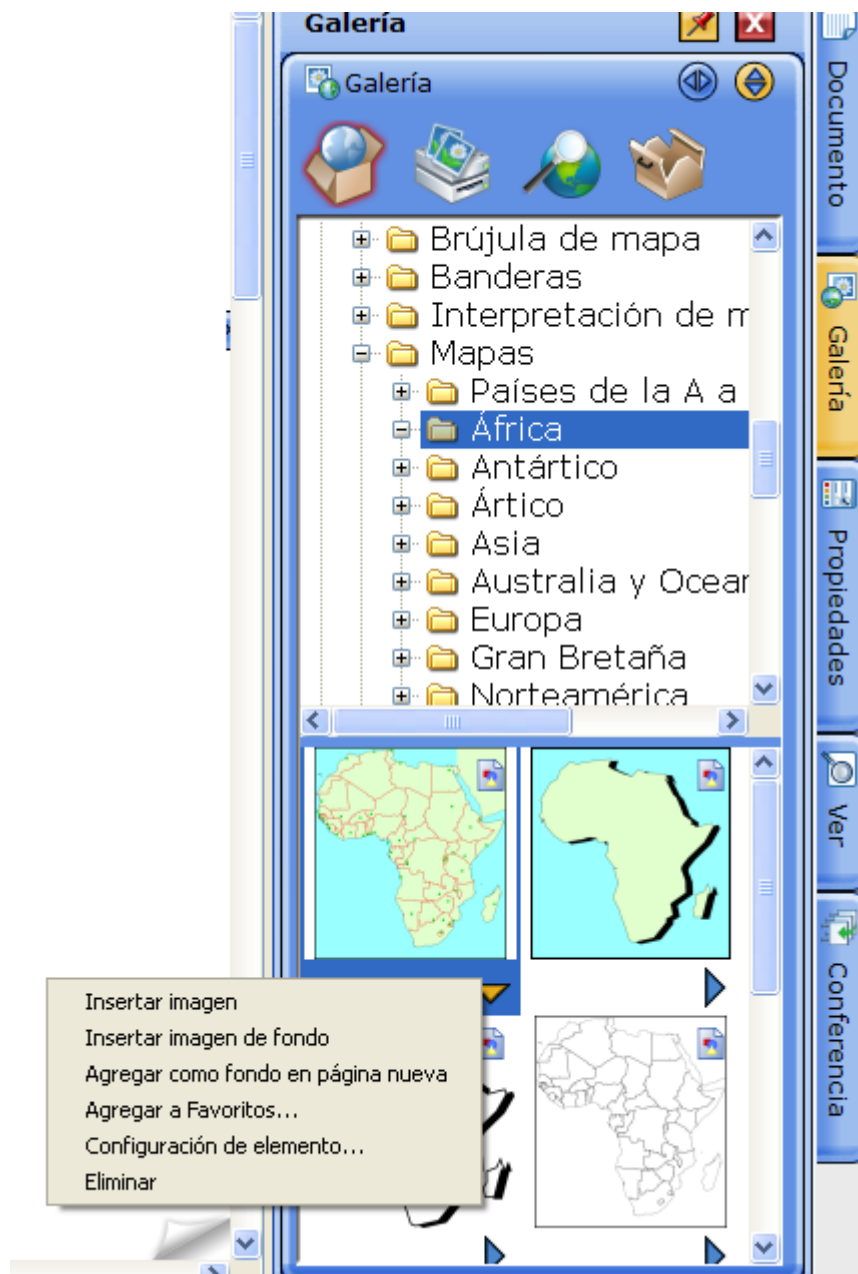 Galería
Galería
Brújula de mapa
Banderas
Interpretación de m
Mapas
Países de la A a
África
Antártico
Ártico
Asia
Australia y Ocear
Europa
Gran Bretaña
Norteamérica
Insertar imagen
Insertar imagen de fondo
Agregar como fondo en página nueva
Agregar a Favoritos...
Configuración de elemento...
Eliminar
Documento
Galería
Propiedades
Ver
Conferencia